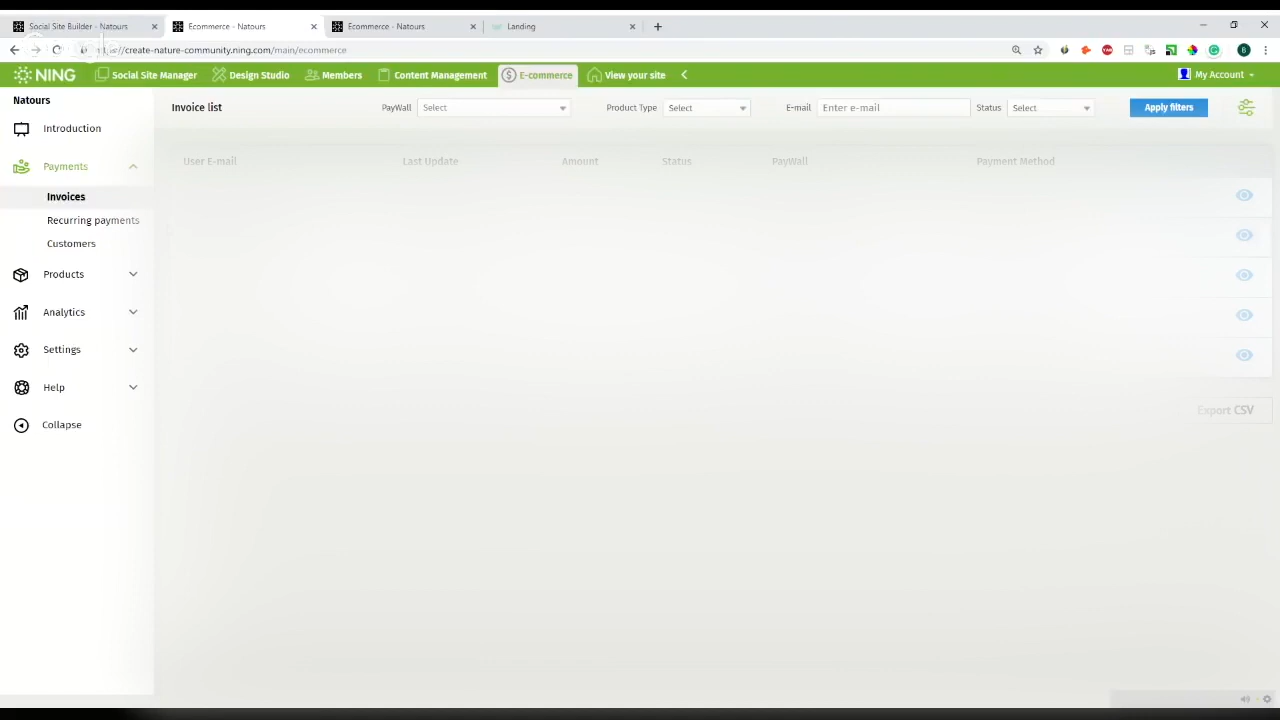 Social Site Builder - Natours
Ecommerce - Natours
Ecommerce - Natours
Landing
//create-nature-community.ning.com/main/ecommerce
NING
Social Site Manager
Design Studio
Members
Content Management
E-commerce
View your site
My Account
Natours
Introduction
Payments
Invoices
Recurring payments
Customers
Products
Analytics
Settings
Help
Collapse
Invoice list
PayWall
Select
Product Type
Select
E-mail
Enter e-mail
Status
Select
Apply filters
User E-mail
Last Update
Amount
Status
PayWall
Payment Method
Export CSV